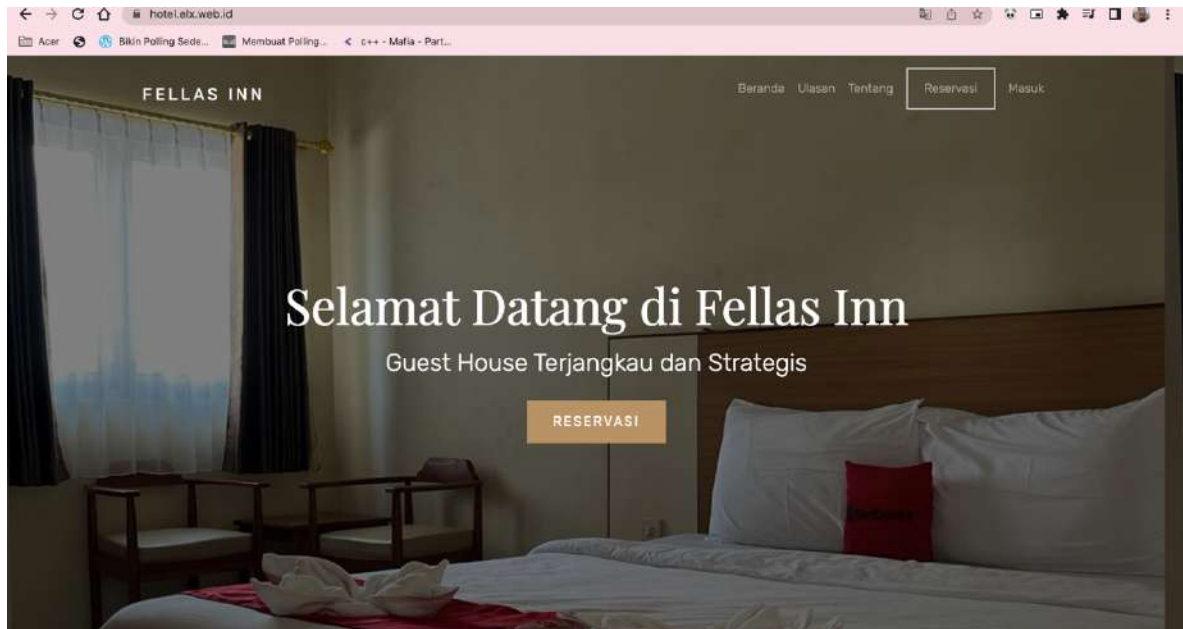 hotel.elx.web.id
Acer
Bikin Polling Sede...
Membuat Polling...
c++ - Mafia - Part...
FELLAS INN
Beranda Ulasan Tentang Reservasi Masuk
Selamat Datang di Fellas Inn
Guest House Terjangkau dan Strategis
RESERVASI